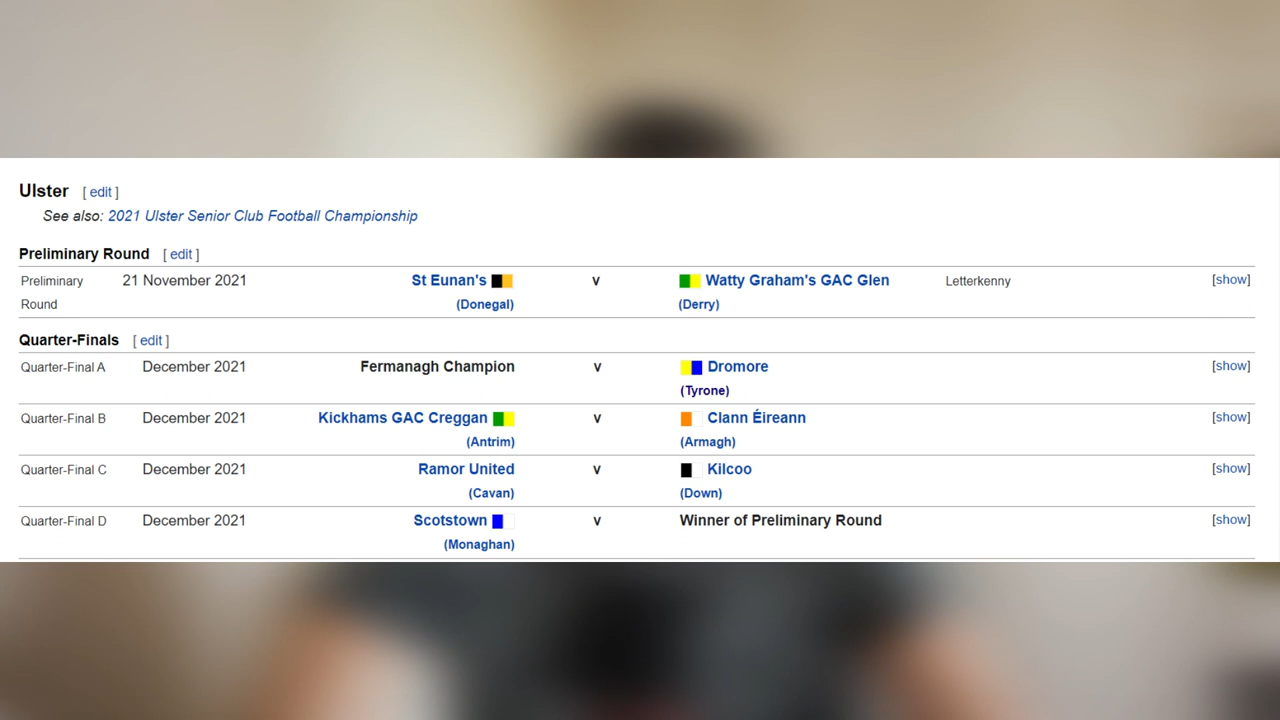 Ulster [ edit ]
See also: 2021 Ulster Senior Club Football Championship
Preliminary Round [ edit ]
Preliminary Round 21 November 2021 St Eunan's (Donegal) v Watty Graham's GAC Glen (Derry) Letterkenny [show]
Quarter-Finals [ edit ]
Quarter-Final A December 2021 Fermanagh Champion v Dromore [show]
(Tyrone)
Quarter-Final B December 2021 Kickhams GAC Creggan v Clann Éireann [show]
(Antrim) (Armagh)
Quarter-Final C December 2021 Ramor United v Kilcoo [show]
(Cavan) (Down)
Quarter-Final D December 2021 Scotstown v Winner of Preliminary Round [show]
(Monaghan)